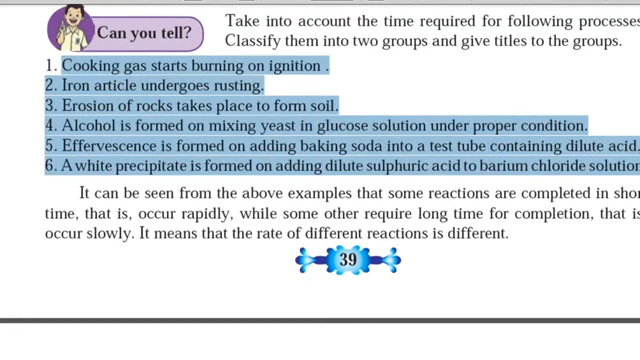 Can you tell?
Take into account the time required for following processes
Classify them into two groups and give titles to the groups.
1. Cooking gas starts burning on ignition .
2. Iron article undergoes rusting.
3. Erosion of rocks takes place to form soil.
4. Alcohol is formed on mixing yeast in glucose solution under proper condition.
5. Effervescence is formed on adding baking soda into a test tube containing dilute acid.
6. A white precipitate is formed on adding dilute sulphuric acid to barium chloride solution
It can be seen from the above examples that some reactions are completed in shor
time, that is, occur rapidly, while some other require long time for completion, that is
occur slowly. It means that the rate of different reactions is different.
39